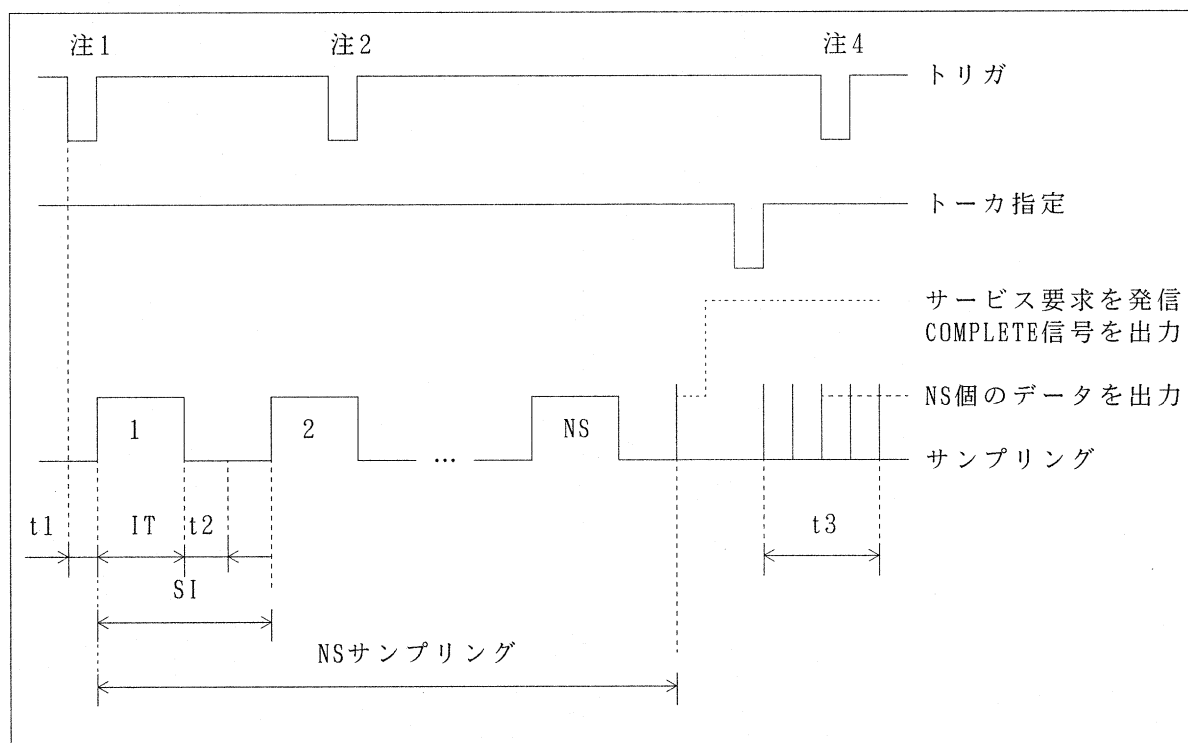 注1 注2 注4
トリガ
トーカ指定
サービス要求を発信
COMPLETE信号を出力
NS個のデータを出力
1 2 … NS
サンプリング
t1 IT t2 t3
SI
NSサンプリング